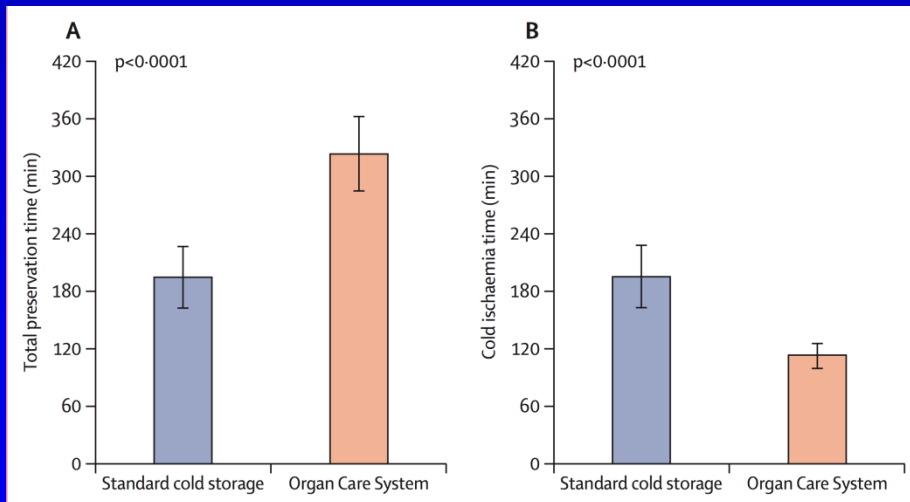 A
p<0·0001
Total preservation time (min)
420
360
300
240
180
120
60
0
Standard cold storage
Organ Care System
B
p<0·0001
Cold ischaemia time (min)
420
360
300
240
180
120
60
0
Standard cold storage
Organ Care System